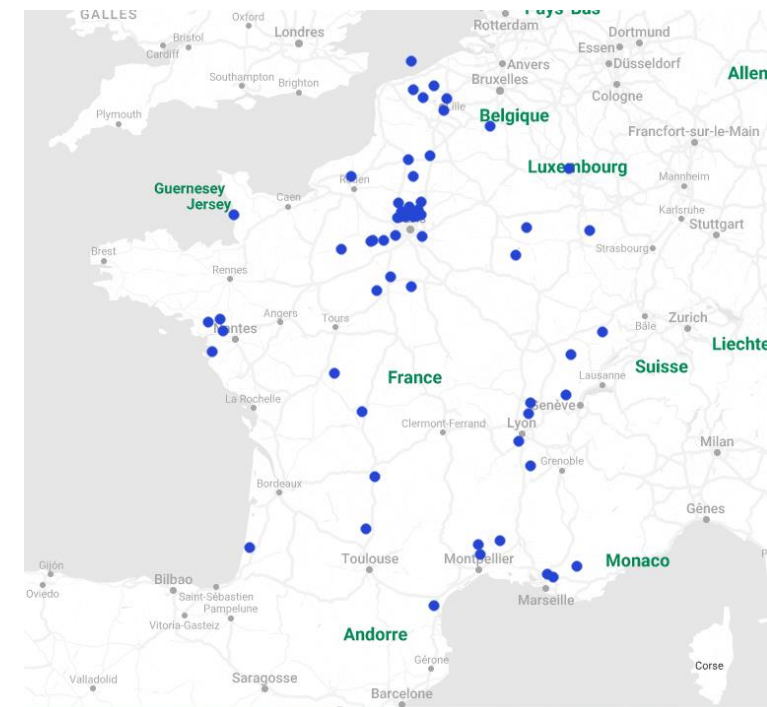 GALLES
Oxford
Pays-Bas
Rotterdam
Bristol
Cardiff
Londres
Dortmund
Essen
Anvers
Düsseldorf
Allen
Southampton
Brighton
Bruxelles
Cologne
Plymouth
Belgique
Francfort-sur-le-Main
Luxembourg
Mannheim
Guernesey
Jersey
Caen
Karlsruhe
Stuttgart
Brest
Strasbourg
Rennes
Angers
Tours
Nantes
Bâle
Zurich
Liechte
France
Suisse
Lausanne
La Rochelle
Genève
Clermont-Ferrand
Lyon
Milan
Grenoble
Bordeaux
Gênes
Gijón
Oviedo
Bilbao
Saint-Sébastien
Toulouse
Montpellier
Monaco
Pampelune
Vitoria-Gasteiz
Marseille
Andorre
Gérone
Corse
Valladolid
Saragosse
Barcelone